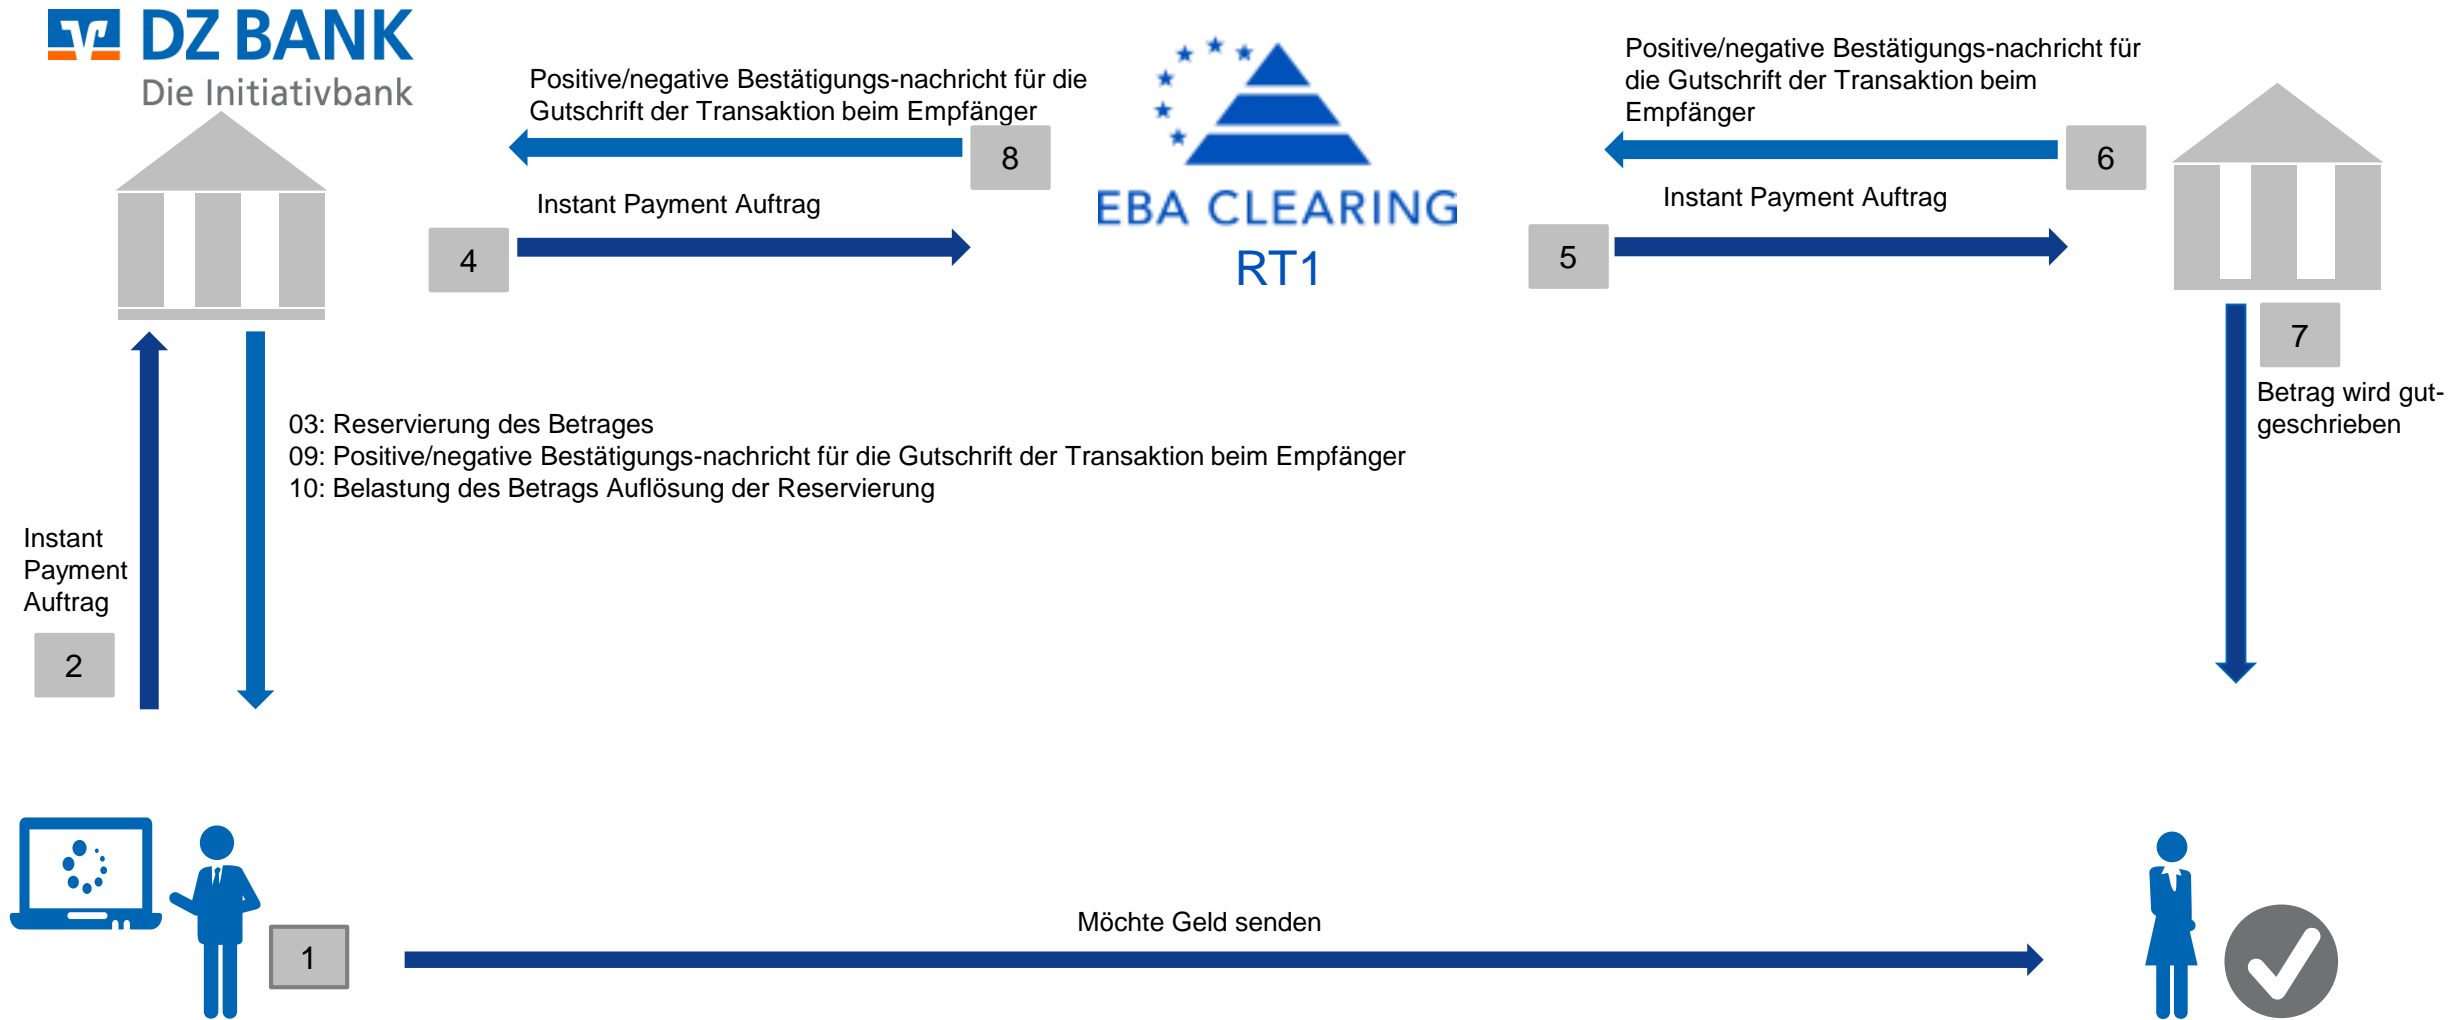 DZ BANK
Die Initiativbank
Positive/negative Bestätigungs-nachricht für die
Gutschrift der Transaktion beim Empfänger
8
Instant Payment Auftrag
4
EBA CLEARING
RT1
Positive/negative Bestätigungs-nachricht für
die Gutschrift der Transaktion beim
Empfänger
6
Instant Payment Auftrag
5
7
Betrag wird gut-
geschrieben
03: Reservierung des Betrages
09: Positive/negative Bestätigungs-nachricht für die Gutschrift der Transaktion beim Empfänger
10: Belastung des Betrags Auflösung der Reservierung
Instant
Payment
Auftrag
2
1
Möchte Geld senden